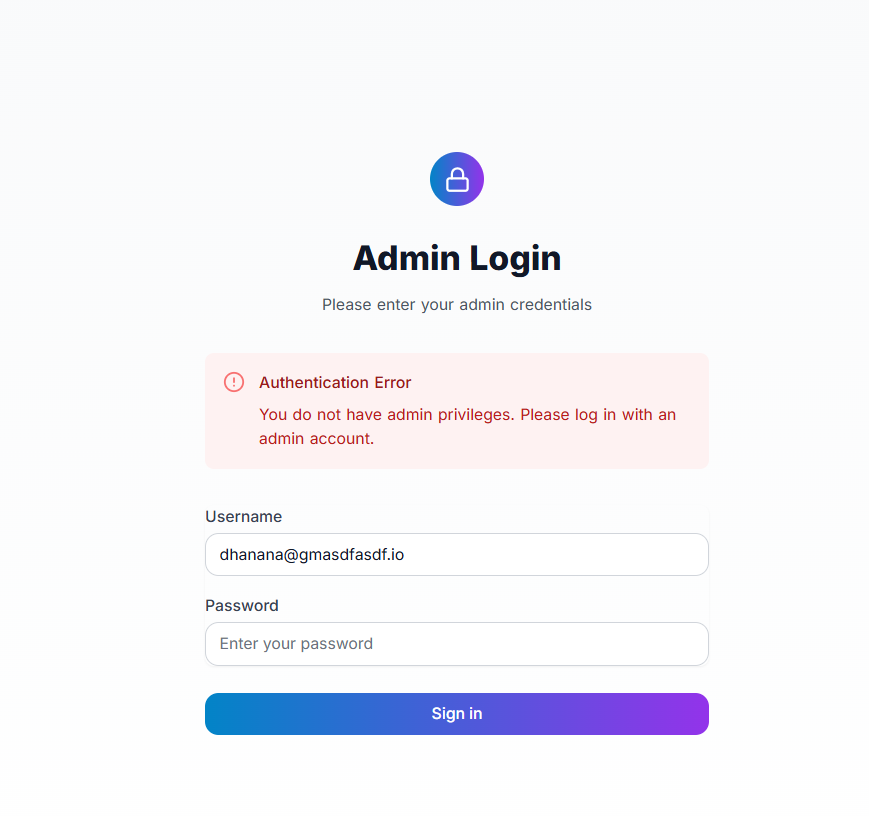 Admin Login
Please enter your admin credentials
Authentication Error
You do not have admin privileges. Please log in with an
admin account.
Username
dhanana@gmasdfasdf.io
Password
Enter your password
Sign in